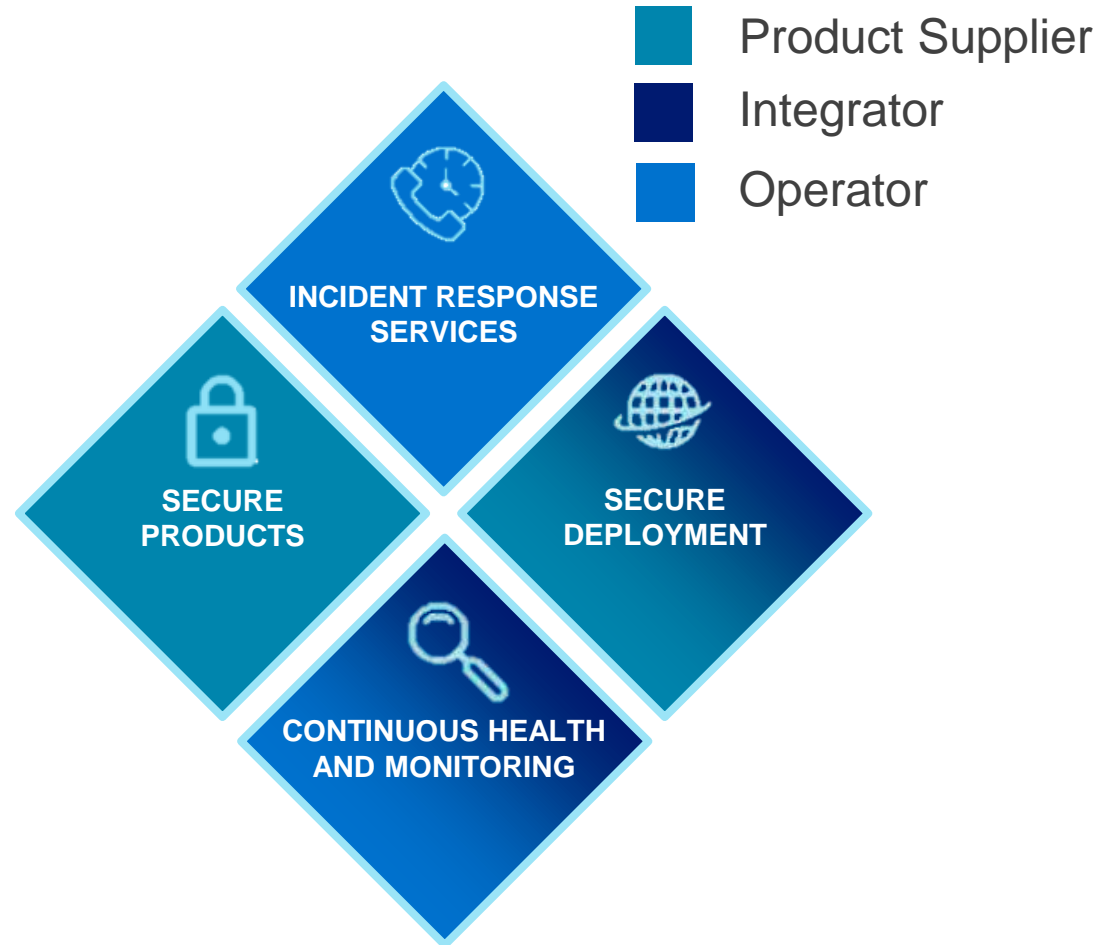 Product Supplier
Integrator
Operator
INCIDENT RESPONSE
SERVICES
SECURE
PRODUCTS
SECURE
DEPLOYMENT
CONTINUOUS HEALTH
AND MONITORING